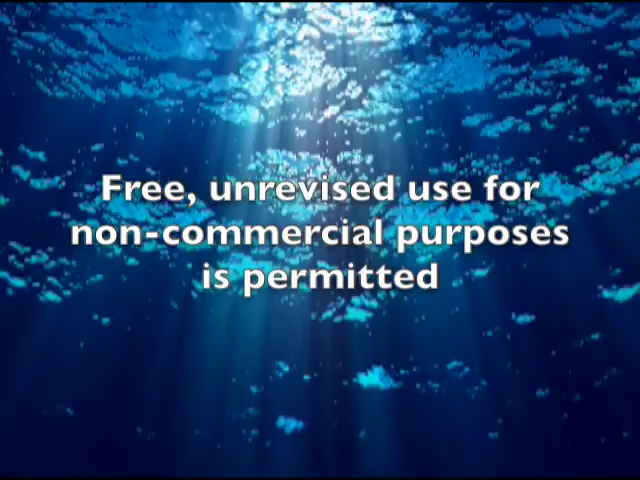 Free, unrevised use for
non-commercial purposes
is permitted